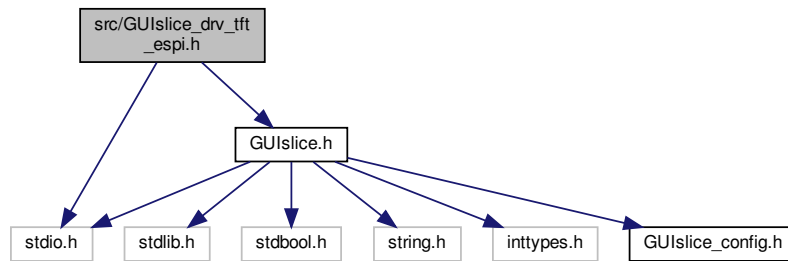 src/GUIslice_drv_tft
_espi.h
GUIslice.h
stdio.h
stdlib.h
stdbool.h
string.h
inttypes.h
GUIslice_config.h